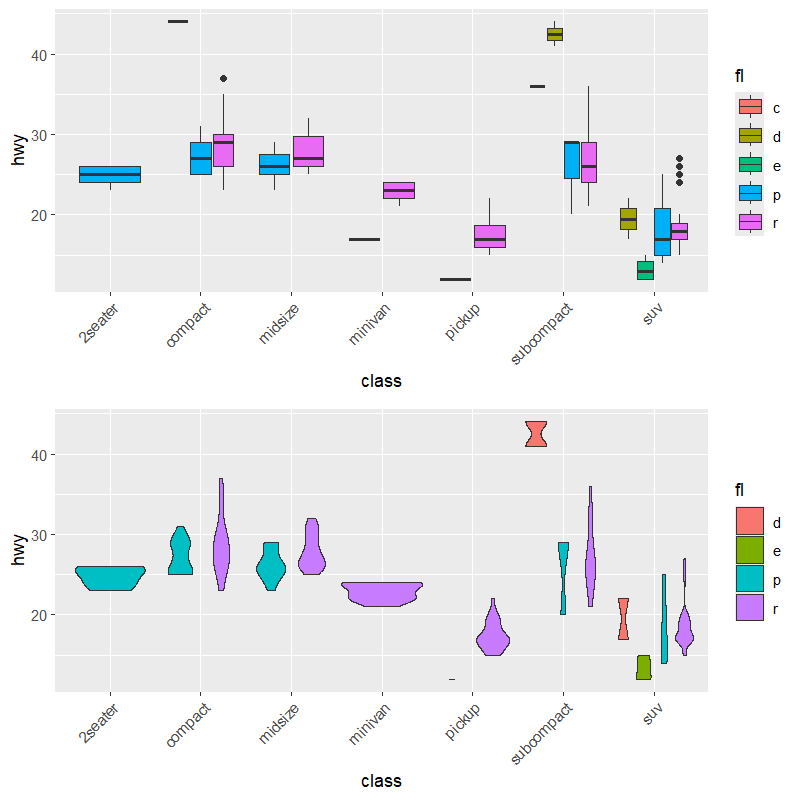 hwy
40
30
20
2seater
compact
midsize
minivan
pickup
subcompact
suv
class
fl
c
d
e
p
r
hwy
40
30
20
2seater
compact
midsize
minivan
pickup
subcompact
suv
class
fl
d
e
p
r